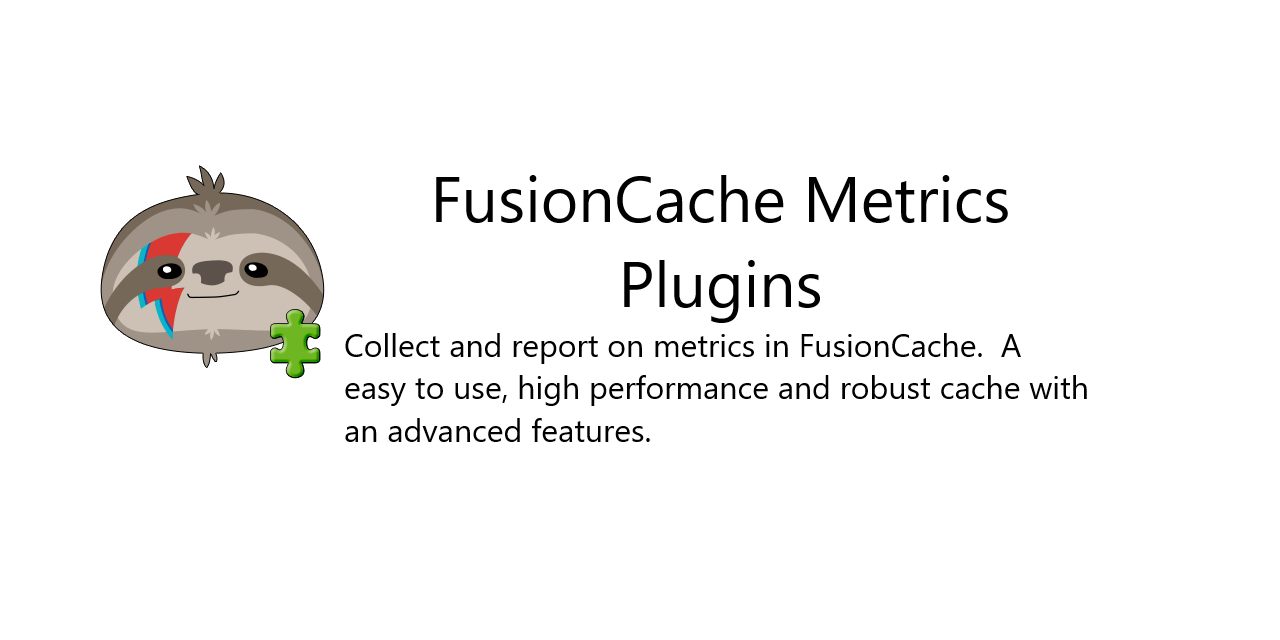 FusionCache Metrics
Plugins
Collect and report on metrics in FusionCache.  A
easy to use, high performance and robust cache with
an advanced features.